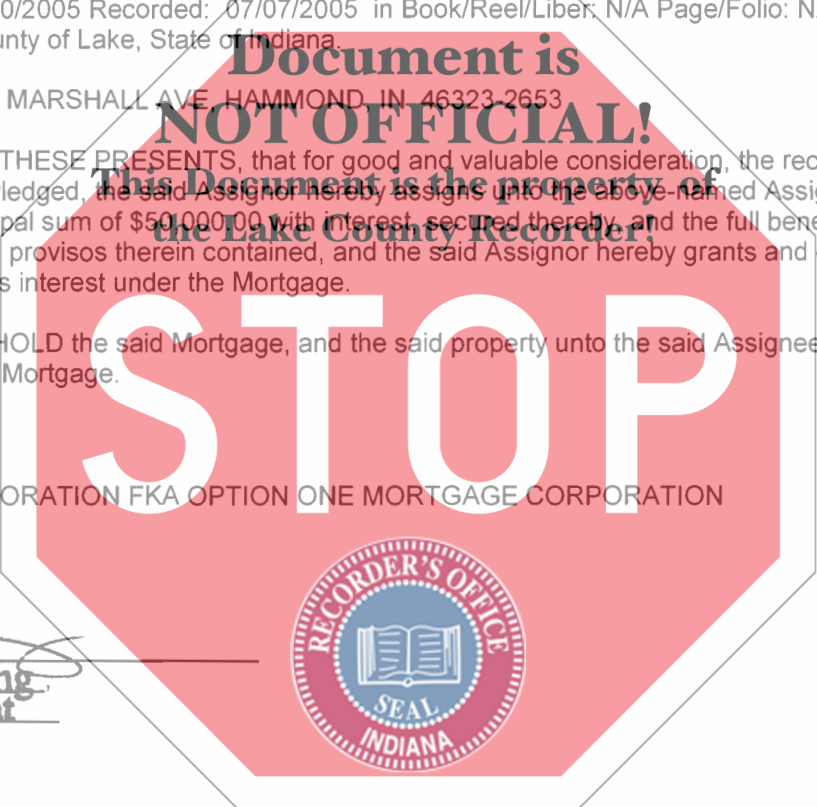 0/2005 Recorded: 07/07/2005 in Book/Reel/Liber: N/A Page/Folio: N/
unty of Lake, State of Indiana.
Document is
MARSHALL AVE, HAMMOND, IN 46323-2653
NOT OFFICIAL!
THESE PRESENTS, that for good and valuable consideration, the rec
This Document is the property of
ledged, the said Assignor hereby assigns unto the above-named Assig
pal sum of $50,000.00 with interest, secured thereby, and the full bene
the Lake County Recorder!
provisos therein contained, and the said Assignor hereby grants and
s interest under the Mortgage.
HOLD the said Mortgage, and the said property unto the said Assignee
Mortgage.
STOP
ORATION FKA OPTION ONE MORTGAGE CORPORATION
RECORDER'S OFFICE
SEAL
INDIANA